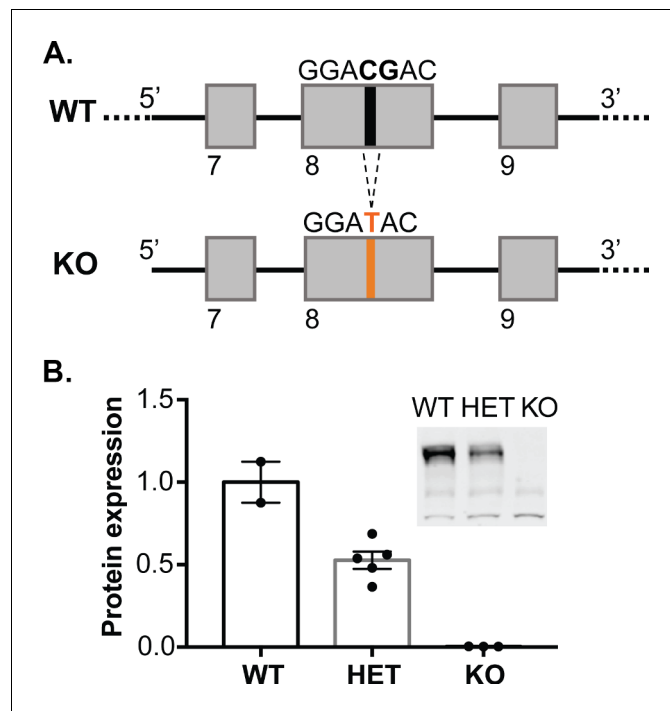 A.
GGACGAC
WT 5’ 3’
7 8 9
GGATAC
KO 5’ 3’
7 8 9
B.
Protein expression
1.5
1.0
0.5
0.0
WT HET KO
WT HET KO